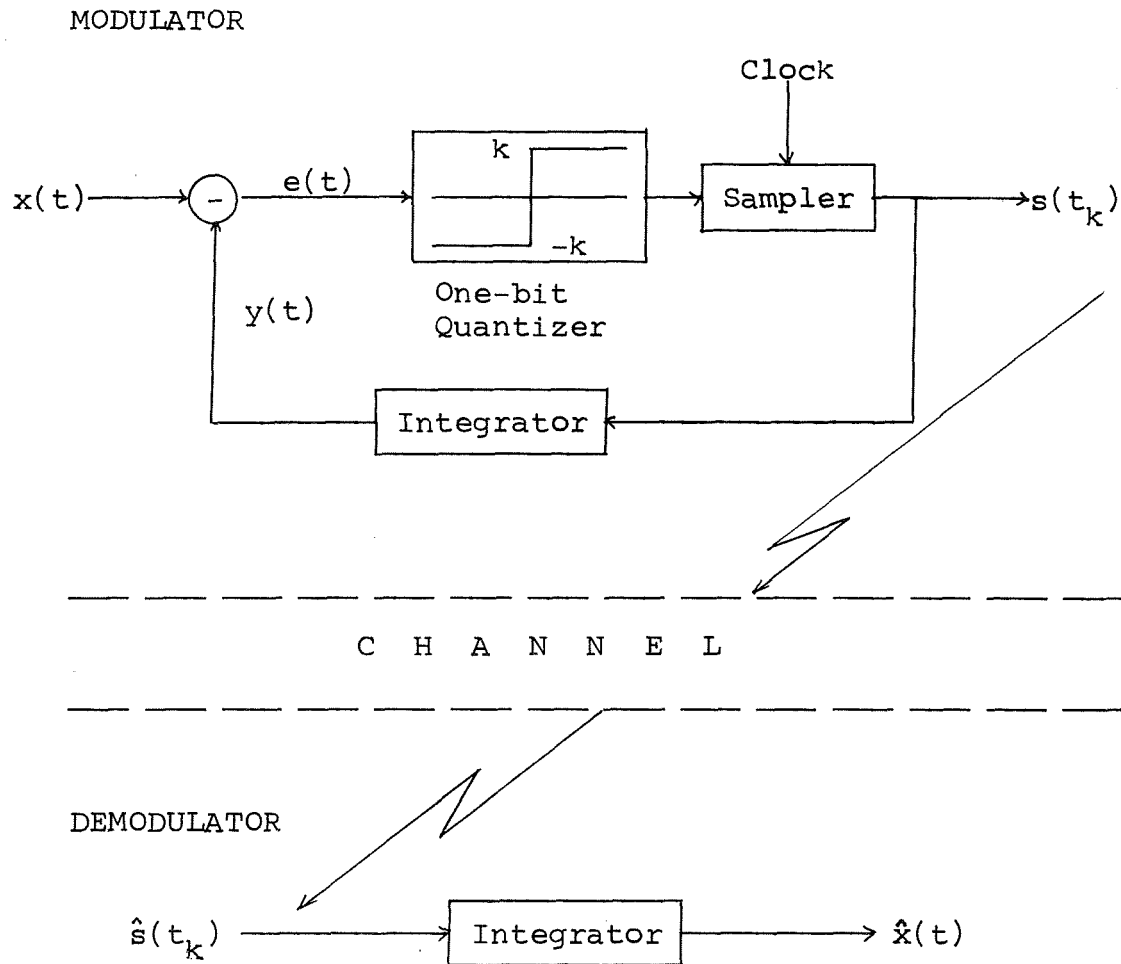 MODULATOR
Clock
k
x(t)
-
e(t)
Sampler
s(t_k)
-k
One-bit
Quantizer
y(t)
Integrator
C H A N N E L
DEMODULATOR
ŝ(t_k)
Integrator
x̂(t)